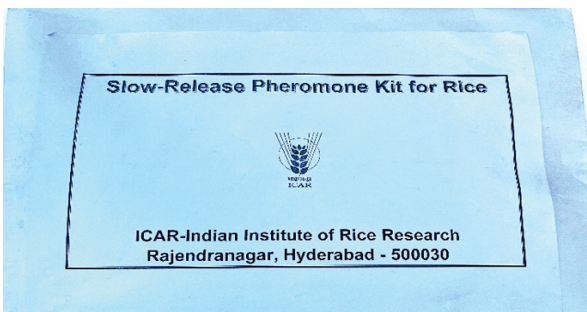 Slow-Release Pheromone Kit for Rice
ICAR
ICAR-Indian Institute of Rice Research
Rajendranagar, Hyderabad - 500030